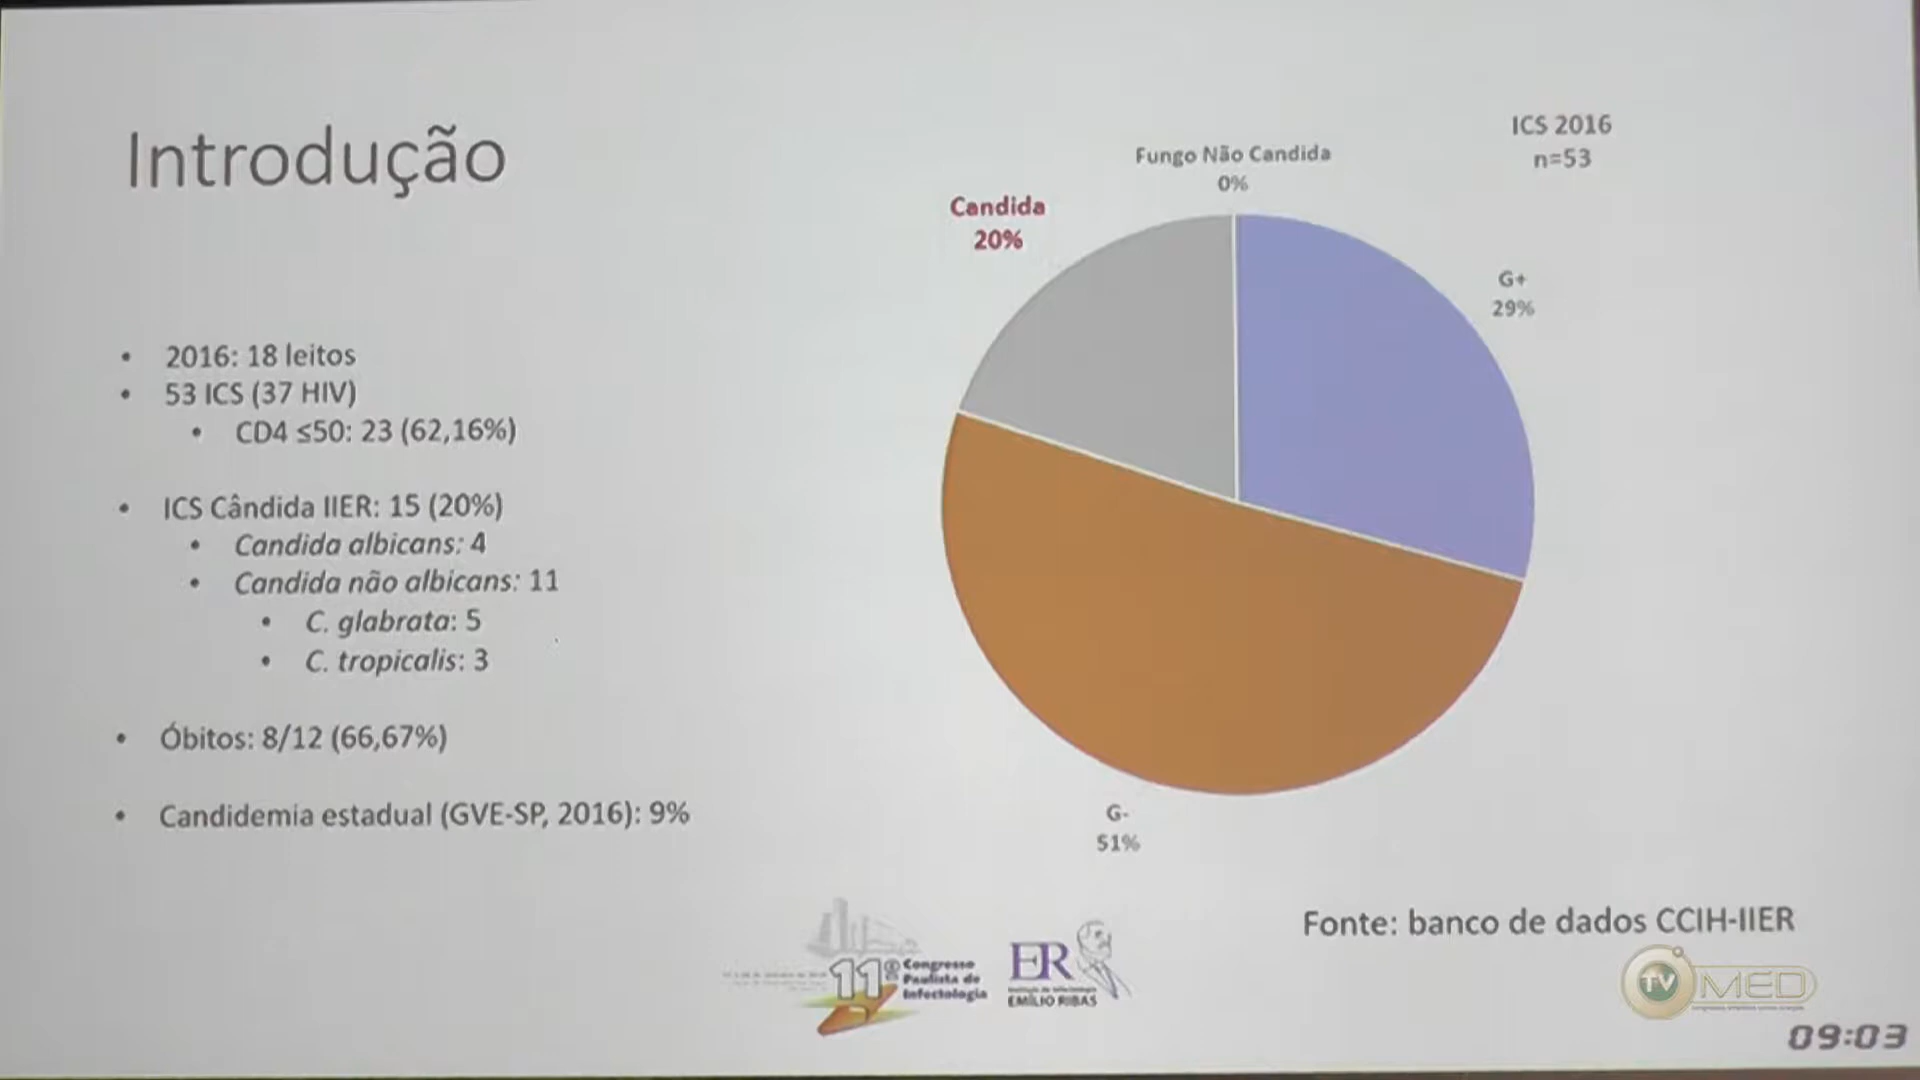 Introdução
2016: 18 leitos
53 ICS (37 HIV)
CD4 ≤50: 23 (62,16%)
ICS Cândida IIER: 15 (20%)
Candida albicans: 4
Candida não albicans: 11
C. glabrata: 5
C. tropicalis: 3
Óbitos: 8/12 (66,67%)
Candidemia estadual (GVE-SP, 2016): 9%
ICS 2016
n=53
Fungo Não Candida
0%
Candida
20%
G+
29%
G-
51%
Fonte: banco de dados CCIH-IIER
11º Congresso
Paulista de
Infectologia
ER
Instituto de Infectologia
EMÍLIO RIBAS
TV MED
09:03